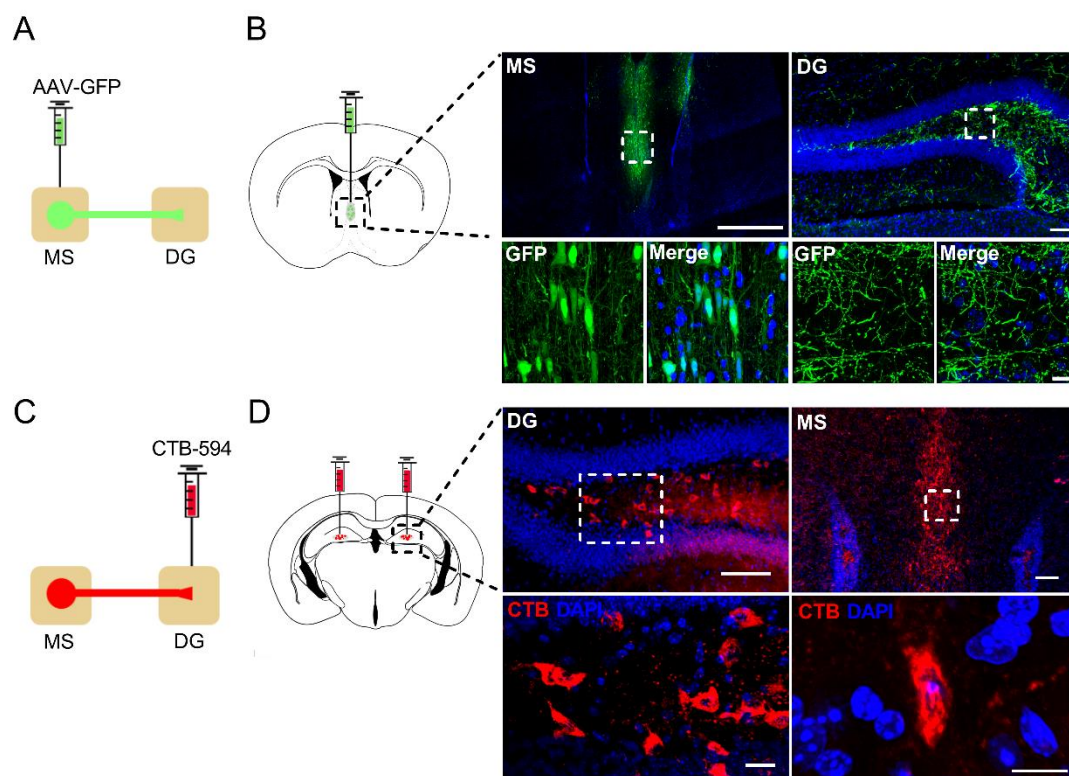 A
AAV-GFP
MS
DG
B
MS
DG
GFP
Merge
GFP
Merge
C
CTB-594
MS
DG
D
DG
MS
CTB DAPI
CTB DAPI